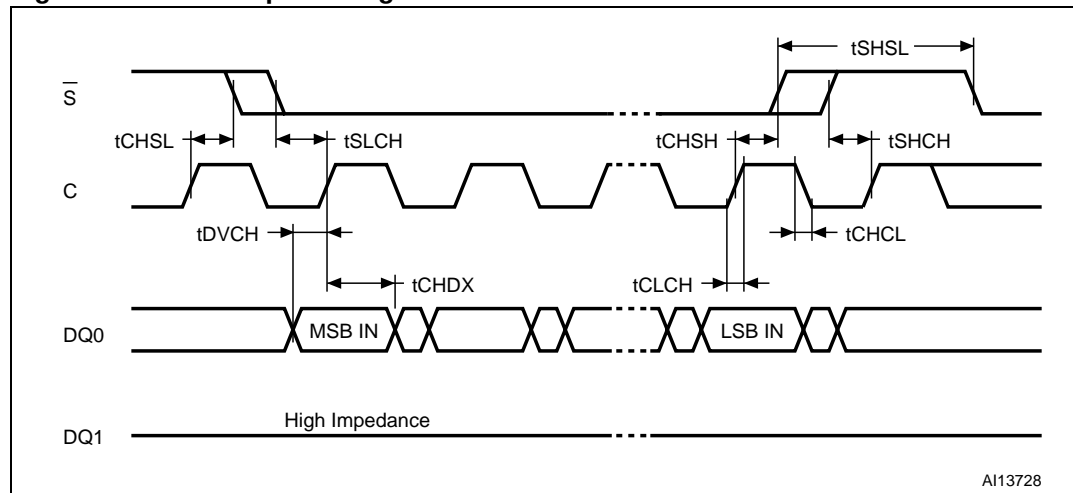 tSHSL
S
tCHSL
tSLCH
tCHSH
tSHCH
C
tDVCH
tCHCL
tCHDX
tCLCH
DQ0
MSB IN
LSB IN
High Impedance
DQ1
AI13728